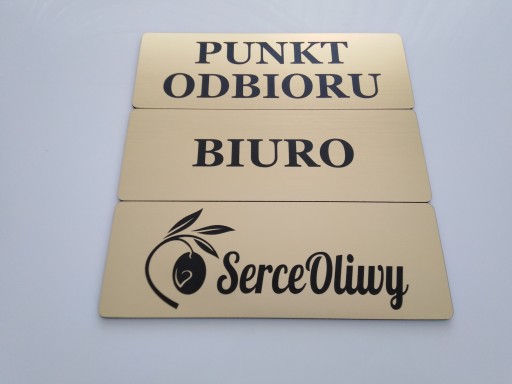 PUNKT
ODBIORU
BIURO
SerceOliwy